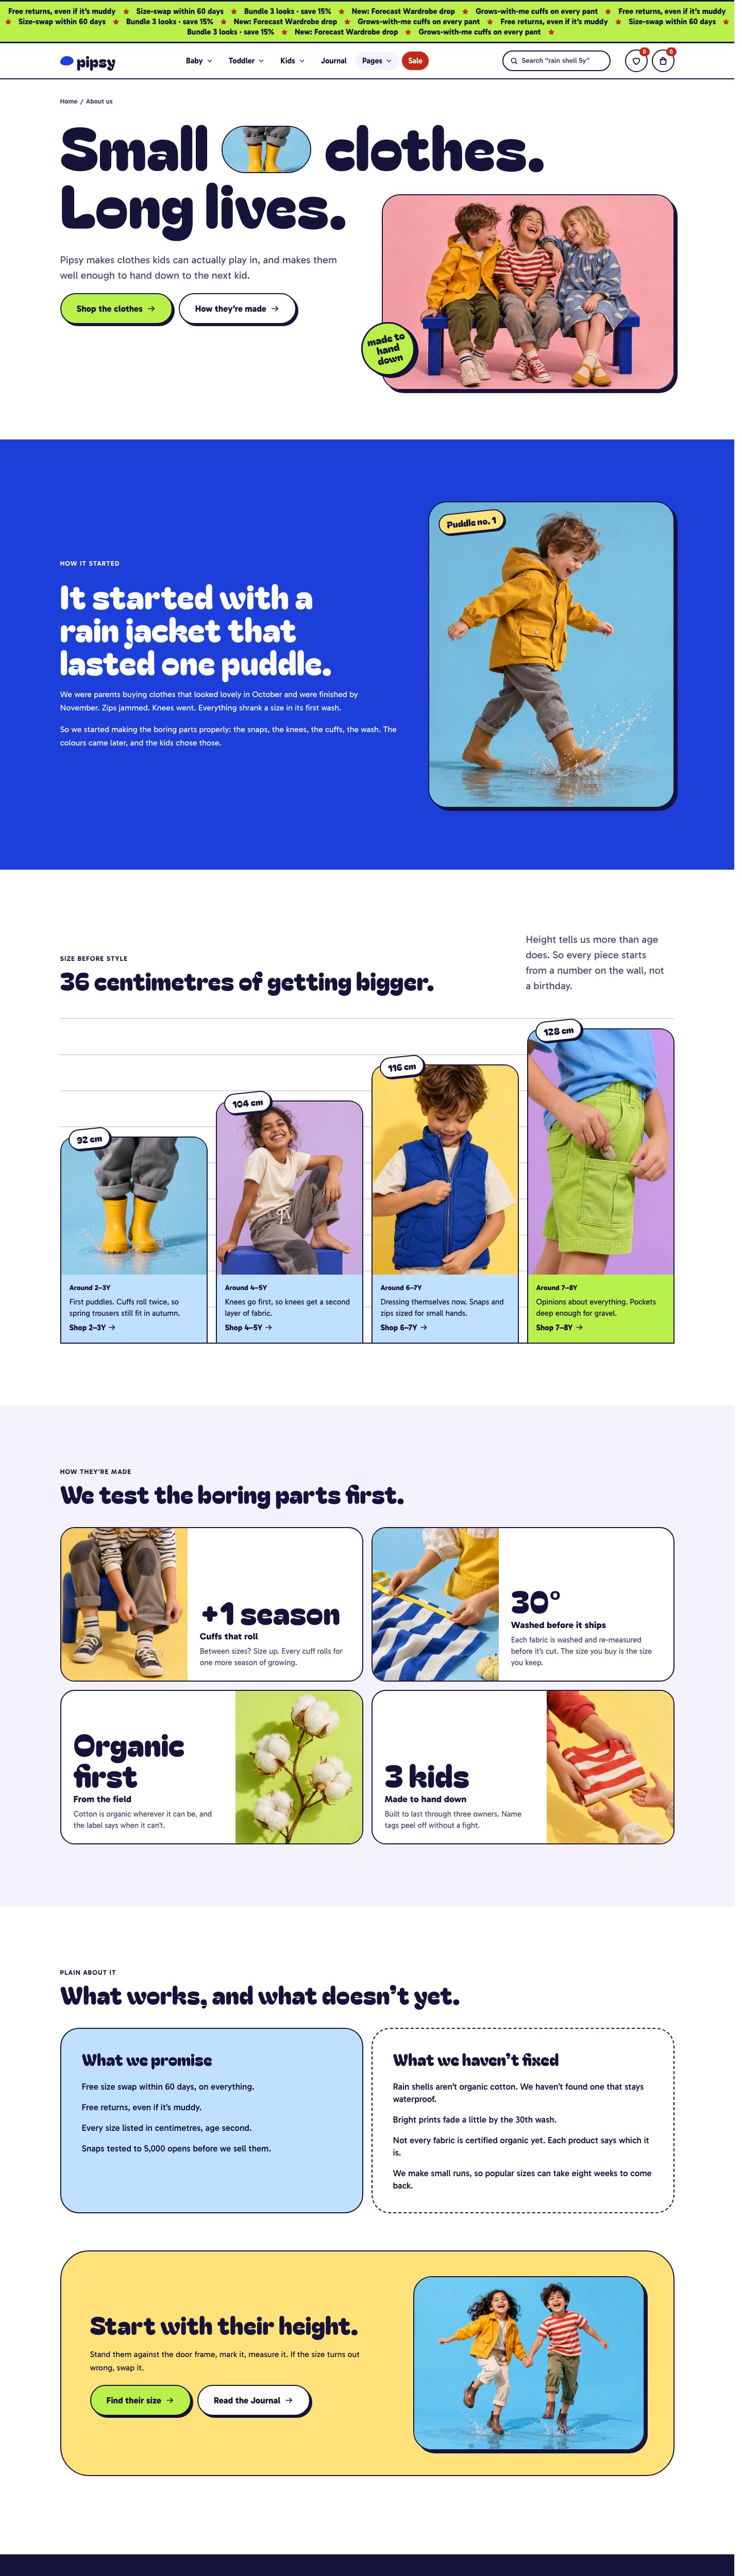 Free returns, even if it's muddy ★ Size-swap within 60 days ★ Bundle 3 looks · save 15% ★ New: Forecast Wardrobe drop ★ Grows-with-me cuffs on every pant ★ Free returns, even if it's muddy
★ Size-swap within 60 days ★ Bundle 3 looks · save 15% ★ New: Forecast Wardrobe drop ★ Grows-with-me cuffs on every pant ★ Free returns, even if it's muddy ★ Size-swap within 60 days ★
Bundle 3 looks · save 15% ★ New: Forecast Wardrobe drop ★ Grows-with-me cuffs on every pant ★
pipsy
Baby
Toddler
Kids
Journal
Pages
Sale
Search “rain shell 5y”
0
0
Home / About us
Small clothes.
Long lives.
Pipsy makes clothes kids can actually play in, and makes them
well enough to hand down to the next kid.
Shop the clothes →
How they're made →
made to
hand
down
Puddle no. 1
HOW IT STARTED
It started with a
rain jacket that
lasted one puddle.
We were parents buying clothes that looked lovely in October and were finished by
November. Zips jammed. Knees went. Everything shrank a size in its first wash.
So we started making the boring parts properly: the snaps, the knees, the cuffs, the wash. The
colours came later, and the kids chose those.
SIZE BEFORE STYLE
36 centimetres of getting bigger.
Height tells us more than age
does. So every piece starts
from a number on the wall, not
a birthday.
92 cm
Around 2–3Y
First puddles. Cuffs roll twice, so
spring trousers still fit in autumn.
Shop 2–3Y →
104 cm
Around 4–5Y
Knees go first, so knees get a second
layer of fabric.
Shop 4–5Y →
116 cm
Around 6–7Y
Dressing themselves now. Snaps and
zips sized for small hands.
Shop 6–7Y →
128 cm
Around 7–8Y
Opinions about everything. Pockets
deep enough for gravel.
Shop 7–8Y →
HOW THEY'RE MADE
We test the boring parts first.
+1 season
Cuffs that roll
Between sizes? Size up. Every cuff rolls for
one more season of growing.
30°
Washed before it ships
Each fabric is washed and re-measured
before it's cut. The size you buy is the size
you keep.
Organic
first
From the field
Cotton is organic wherever it can be, and
the label says when it can't.
3 kids
Made to hand down
Built to last through three owners. Name
tags peel off without a fight.
PLAIN ABOUT IT
What works, and what doesn't yet.
What we promise
Free size swap within 60 days, on everything.
Free returns, even if it's muddy.
Every size listed in centimetres, age second.
Snaps tested to 5,000 opens before we sell them.
What we haven't fixed
Rain shells aren't organic cotton. We haven't found one that stays
waterproof.
Bright prints fade a little by the 30th wash.
Not every fabric is certified organic yet. Each product says which it
is.
We make small runs, so popular sizes can take eight weeks to come
back.
Start with their height.
Stand them against the door frame, mark it, measure it. If the size turns out
wrong, swap it.
Find their size →
Read the Journal →